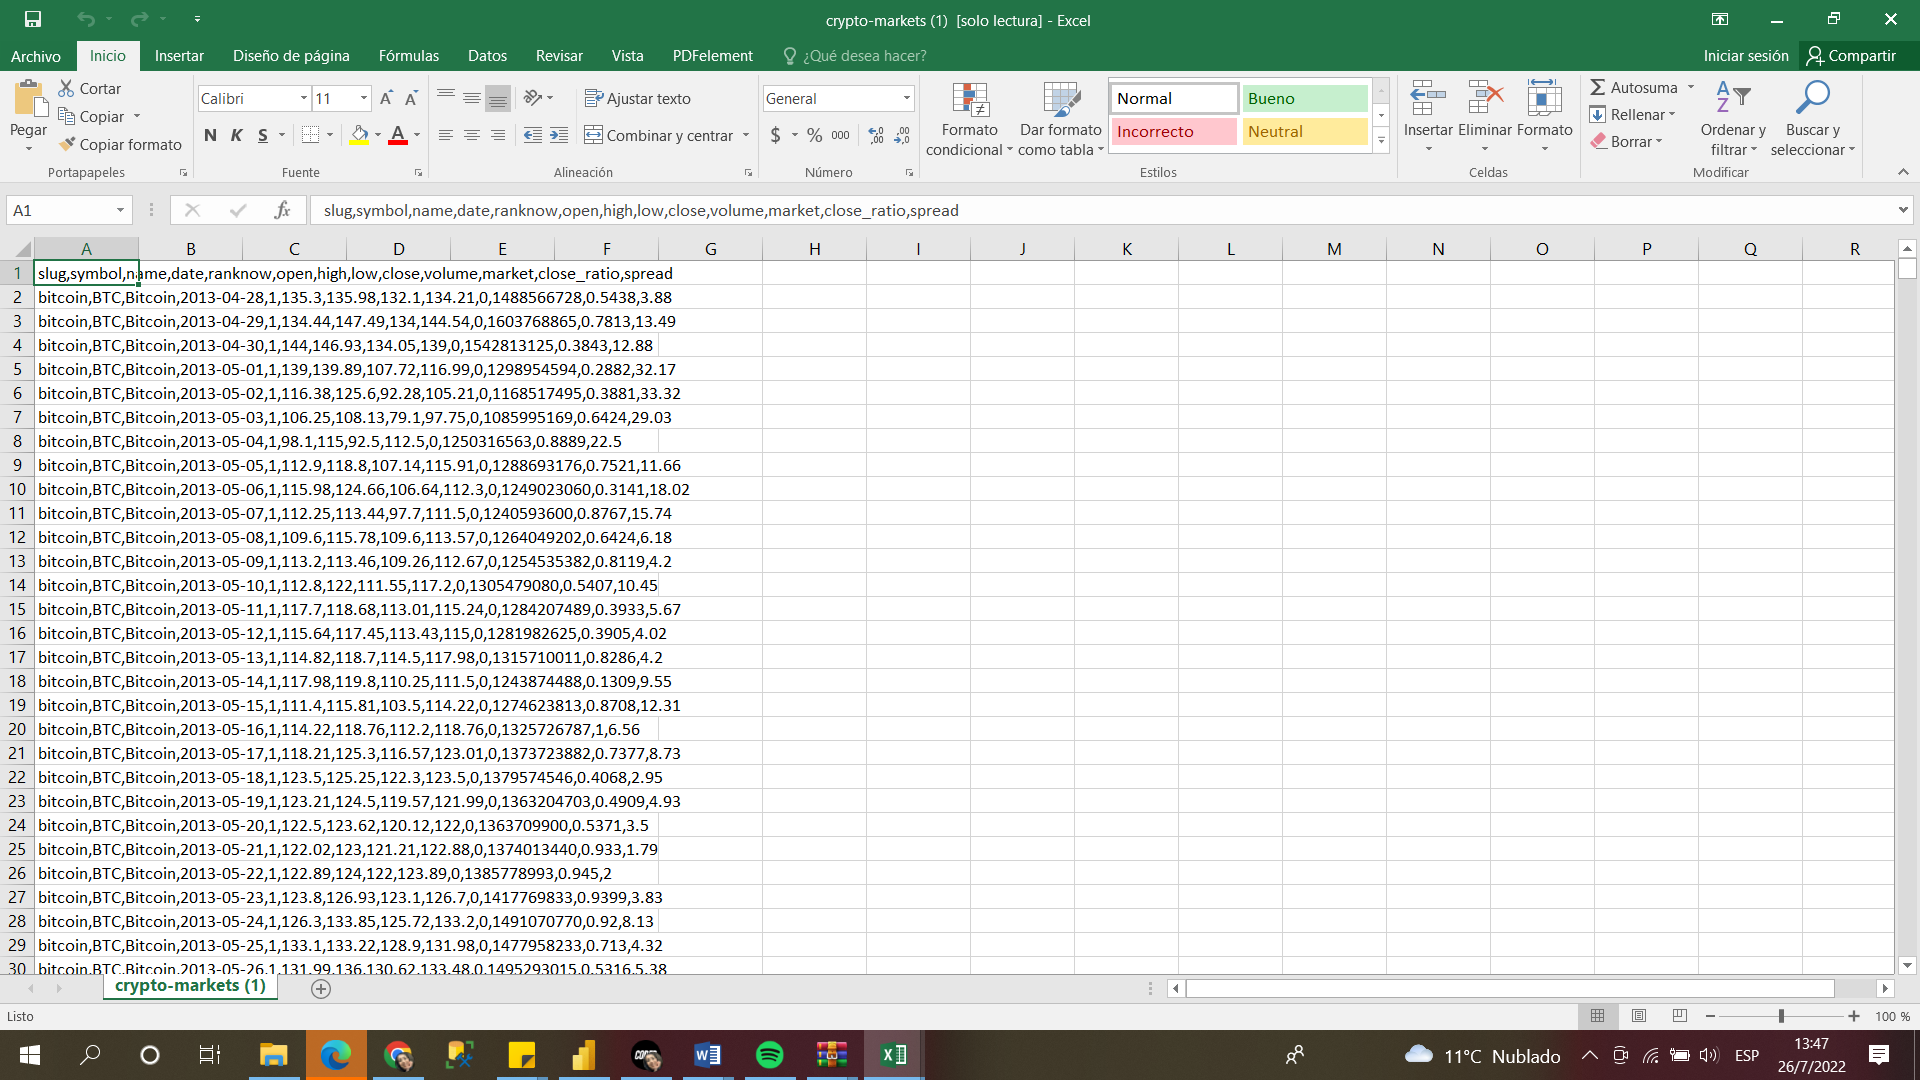 crypto-markets (1) [solo lectura] - Excel
Archivo Inicio Insertar Diseño de página Fórmulas Datos Revisar Vista PDFelement ¿Qué desea hacer? Iniciar sesión Compartir
Pegar Cortar Copiar Copiar formato Portapapeles
Calibri 11 N K S Fuente
Ajustar texto Combinar y centrar Alineación
General $ % 000 Número
Formato condicional Dar formato como tabla Normal Bueno Incorrecto Neutral Estilos
Insertar Eliminar Formato Celdas
Autosuma Rellenar Borrar Ordenar y filtrar Buscar y seleccionar Modificar
A1 fx slug,symbol,name,date,ranknow,open,high,low,close,volume,market,close_ratio,spread
A B C D E F G H I J K L M N O P Q R
1 slug,symbol,name,date,ranknow,open,high,low,close,volume,market,close_ratio,spread
2 bitcoin,BTC,Bitcoin,2013-04-28,1,135.3,135.98,132.1,134.21,0,1488566728,0.5438,3.88
3 bitcoin,BTC,Bitcoin,2013-04-29,1,134.44,147.49,134,144.54,0,1603768865,0.7813,13.49
4 bitcoin,BTC,Bitcoin,2013-04-30,1,144,146.93,134.05,139,0,1542813125,0.3843,12.88
5 bitcoin,BTC,Bitcoin,2013-05-01,1,139,139.89,107.72,116.99,0,1298954594,0.2882,32.17
6 bitcoin,BTC,Bitcoin,2013-05-02,1,116.38,125.6,92.28,105.21,0,1168517495,0.3881,33.32
7 bitcoin,BTC,Bitcoin,2013-05-03,1,106.25,108.13,79.1,97.75,0,1085995169,0.6424,29.03
8 bitcoin,BTC,Bitcoin,2013-05-04,1,98.1,115,92.5,112.5,0,1250316563,0.8889,22.5
9 bitcoin,BTC,Bitcoin,2013-05-05,1,112.9,118.8,107.14,115.91,0,1288693176,0.7521,11.66
10 bitcoin,BTC,Bitcoin,2013-05-06,1,115.98,124.66,106.64,112.3,0,1249023060,0.3141,18.02
11 bitcoin,BTC,Bitcoin,2013-05-07,1,112.25,113.44,97.7,111.5,0,1240593600,0.8767,15.74
12 bitcoin,BTC,Bitcoin,2013-05-08,1,109.6,115.78,109.6,113.57,0,1264049202,0.6424,6.18
13 bitcoin,BTC,Bitcoin,2013-05-09,1,113.2,113.46,109.26,112.67,0,1254535382,0.8119,4.2
14 bitcoin,BTC,Bitcoin,2013-05-10,1,112.8,122,111.55,117.2,0,1305479080,0.5407,10.45
15 bitcoin,BTC,Bitcoin,2013-05-11,1,117.7,118.68,113.01,115.24,0,1284207489,0.3933,5.67
16 bitcoin,BTC,Bitcoin,2013-05-12,1,115.64,117.45,113.43,115,0,1281982625,0.3905,4.02
17 bitcoin,BTC,Bitcoin,2013-05-13,1,114.82,118.7,114.5,117.98,0,1315710011,0.8286,4.2
18 bitcoin,BTC,Bitcoin,2013-05-14,1,117.98,119.8,110.25,111.5,0,1243874488,0.1309,9.55
19 bitcoin,BTC,Bitcoin,2013-05-15,1,111.4,115.81,103.5,114.22,0,1274623813,0.8708,12.31
20 bitcoin,BTC,Bitcoin,2013-05-16,1,114.22,118.76,112.2,118.76,0,1325726787,1,6.56
21 bitcoin,BTC,Bitcoin,2013-05-17,1,118.21,125.3,116.57,123.01,0,1373723882,0.7377,8.73
22 bitcoin,BTC,Bitcoin,2013-05-18,1,123.5,125.25,122.3,123.5,0,1379574546,0.4068,2.95
23 bitcoin,BTC,Bitcoin,2013-05-19,1,123.21,124.5,119.57,121.99,0,1363204703,0.4909,4.93
24 bitcoin,BTC,Bitcoin,2013-05-20,1,122.5,123.62,120.12,122,0,1363709900,0.5371,3.5
25 bitcoin,BTC,Bitcoin,2013-05-21,1,122.02,123,121.21,122.88,0,1374013440,0.933,1.79
26 bitcoin,BTC,Bitcoin,2013-05-22,1,122.89,124,122,123.89,0,1385778993,0.945,2
27 bitcoin,BTC,Bitcoin,2013-05-23,1,123.8,126.93,123.1,126.7,0,1417769833,0.9399,3.83
28 bitcoin,BTC,Bitcoin,2013-05-24,1,126.3,133.85,125.72,133.2,0,1491070770,0.92,8.13
29 bitcoin,BTC,Bitcoin,2013-05-25,1,133.1,133.22,128.9,131.98,0,1477958233,0.713,4.32
30 bitcoin,BTC,Bitcoin,2013-05-26,1,131.99,136,130.62,133.48,0,1495293015,0.5316,5.38
crypto-markets (1)
Listo 100 %
11°C Nublado ESP 13:47
26/7/2022